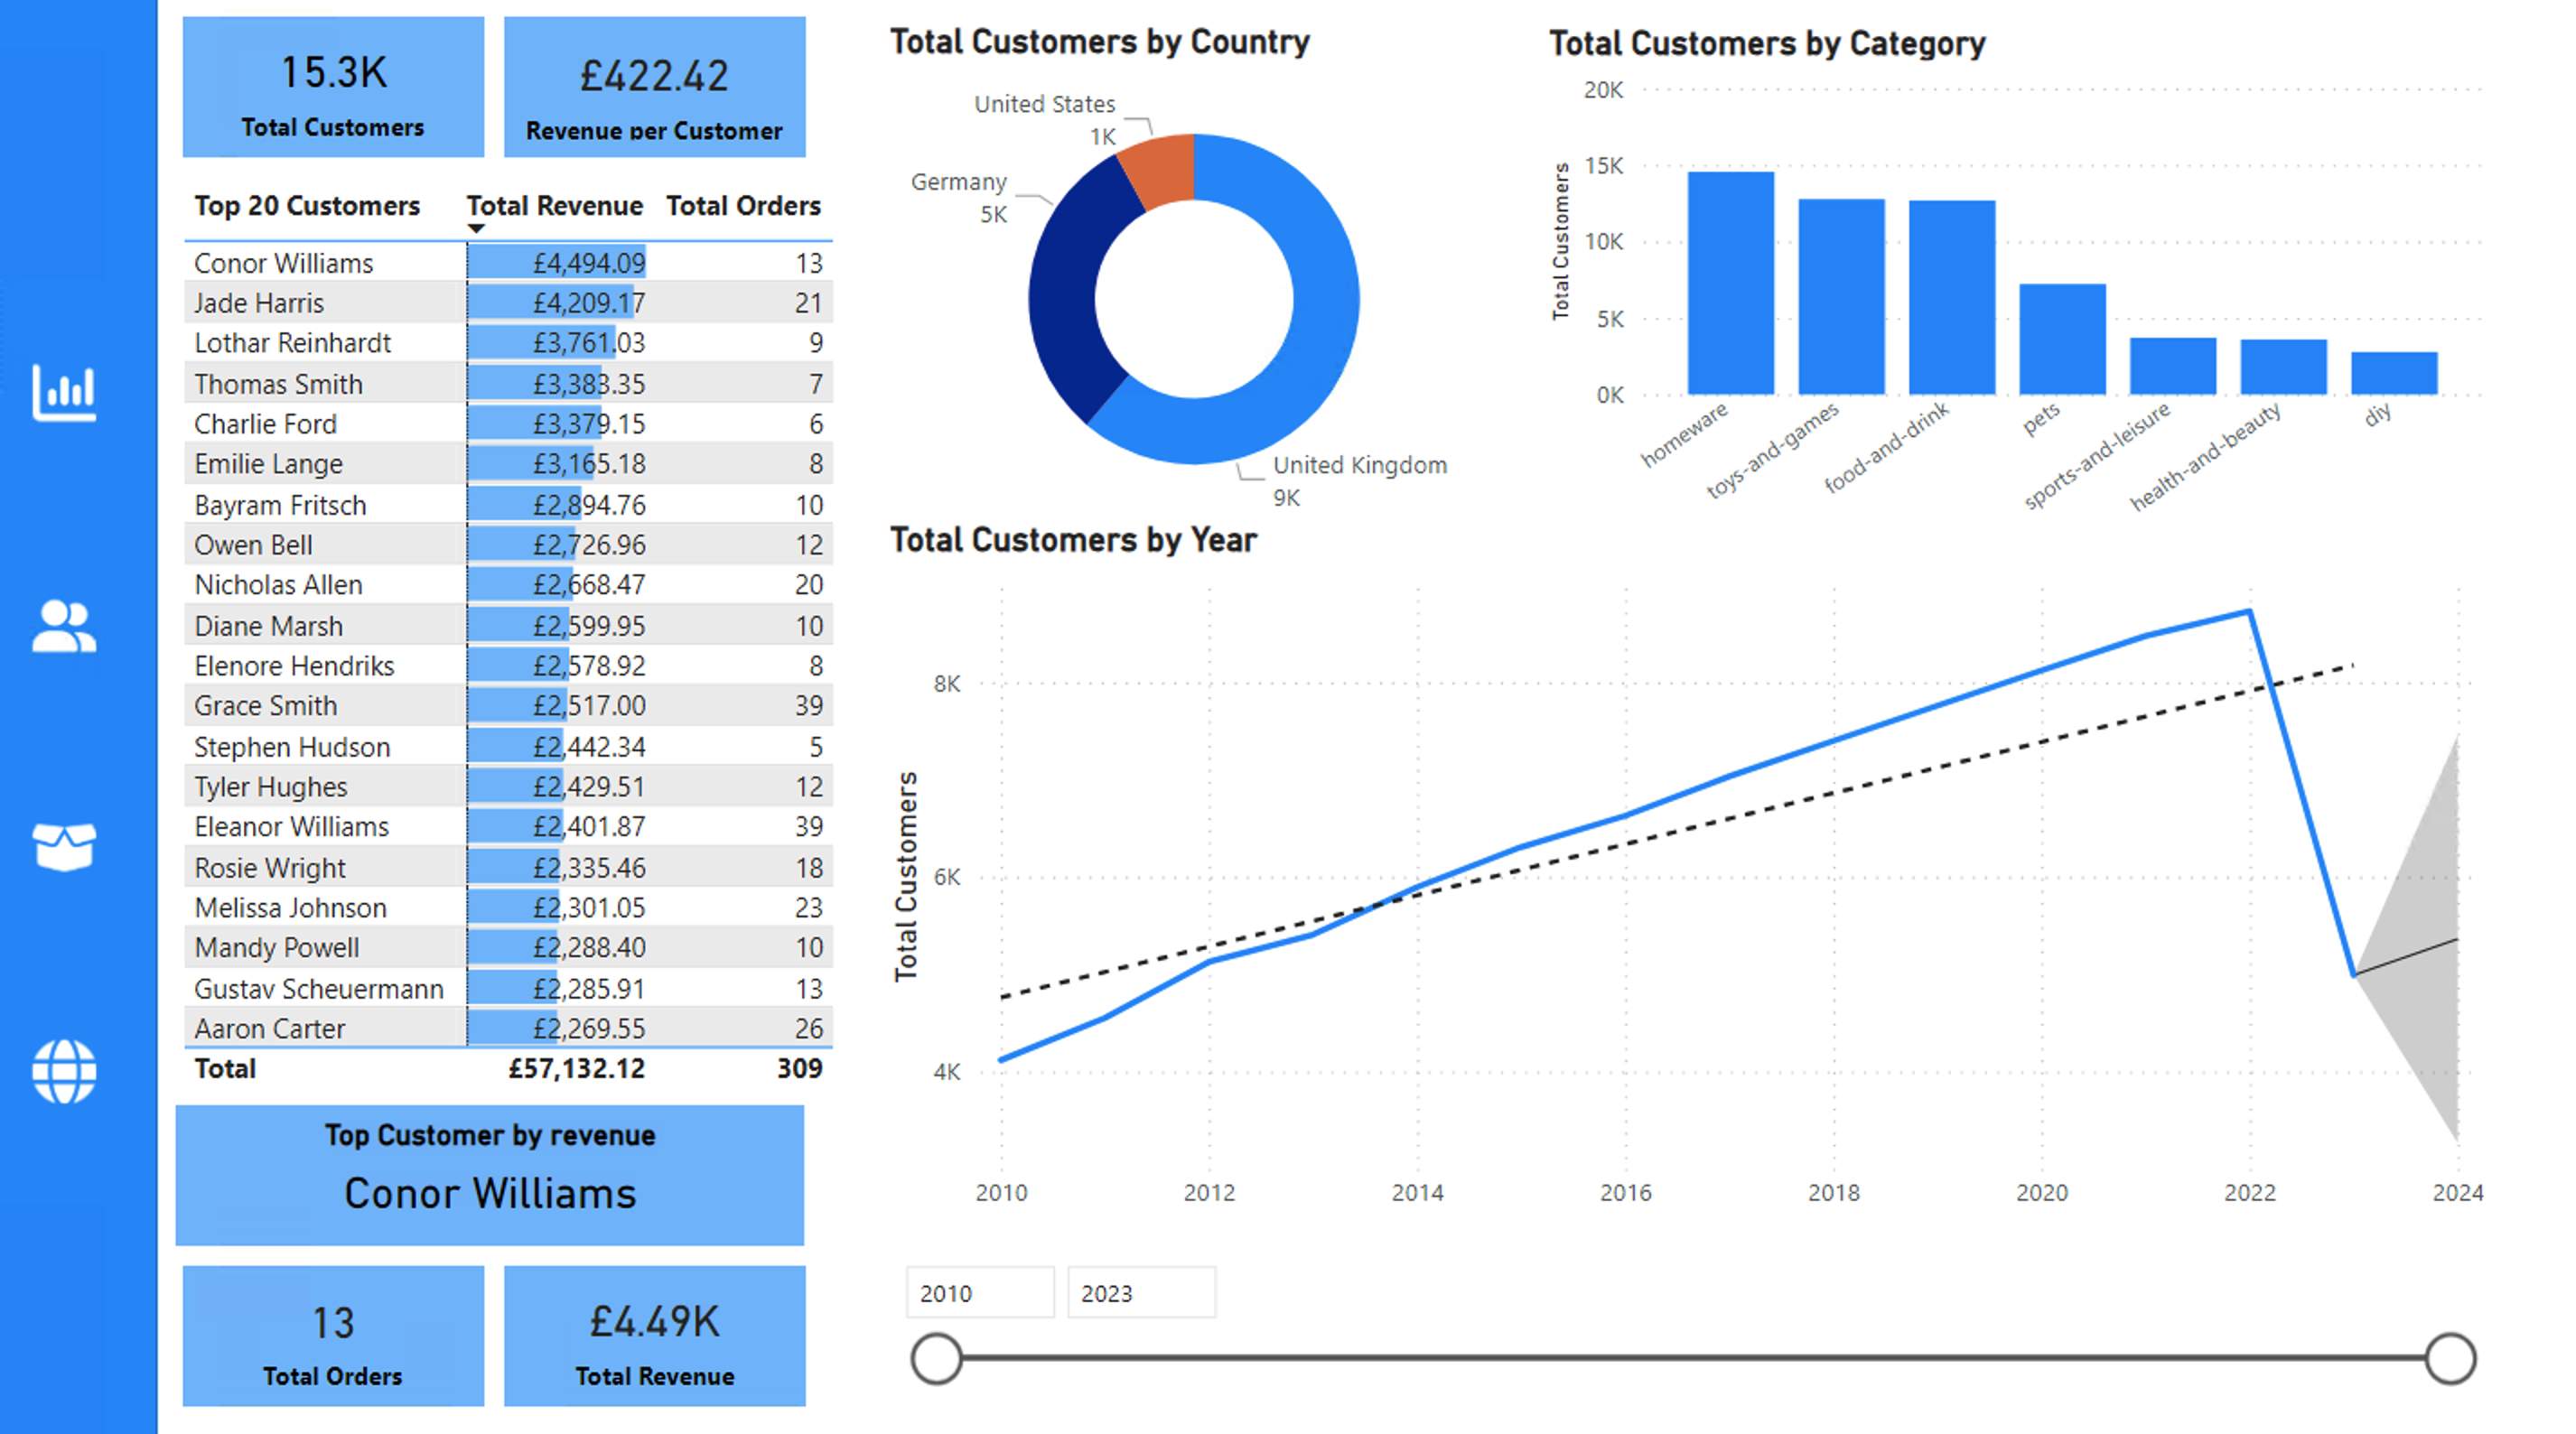 15.3K
Total Customers
£422.42
Revenue per Customer
Top 20 Customers Total Revenue Total Orders
Conor Williams £4,494.09 13
Jade Harris £4,209.17 21
Lothar Reinhardt £3,761.03 9
Thomas Smith £3,383.35 7
Charlie Ford £3,379.15 6
Emilie Lange £3,165.18 8
Bayram Fritsch £2,894.76 10
Owen Bell £2,726.96 12
Nicholas Allen £2,668.47 20
Diane Marsh £2,599.95 10
Elenore Hendriks £2,578.92 8
Grace Smith £2,517.00 39
Stephen Hudson £2,442.34 5
Tyler Hughes £2,429.51 12
Eleanor Williams £2,401.87 39
Rosie Wright £2,335.46 18
Melissa Johnson £2,301.05 23
Mandy Powell £2,288.40 10
Gustav Scheuermann £2,285.91 13
Aaron Carter £2,269.55 26
Total £57,132.12 309
Top Customer by revenue
Conor Williams
13
Total Orders
£4.49K
Total Revenue
Total Customers by Country
United States
1K
Germany
5K
United Kingdom
9K
Total Customers by Category
Total Customers
20K
15K
10K
5K
0K
homeware
toys-and-games
food-and-drink
pets
sports-and-leisure
health-and-beauty
diy
Total Customers by Year
Total Customers
8K
6K
4K
2010 2012 2014 2016 2018 2020 2022 2024
2010 2023